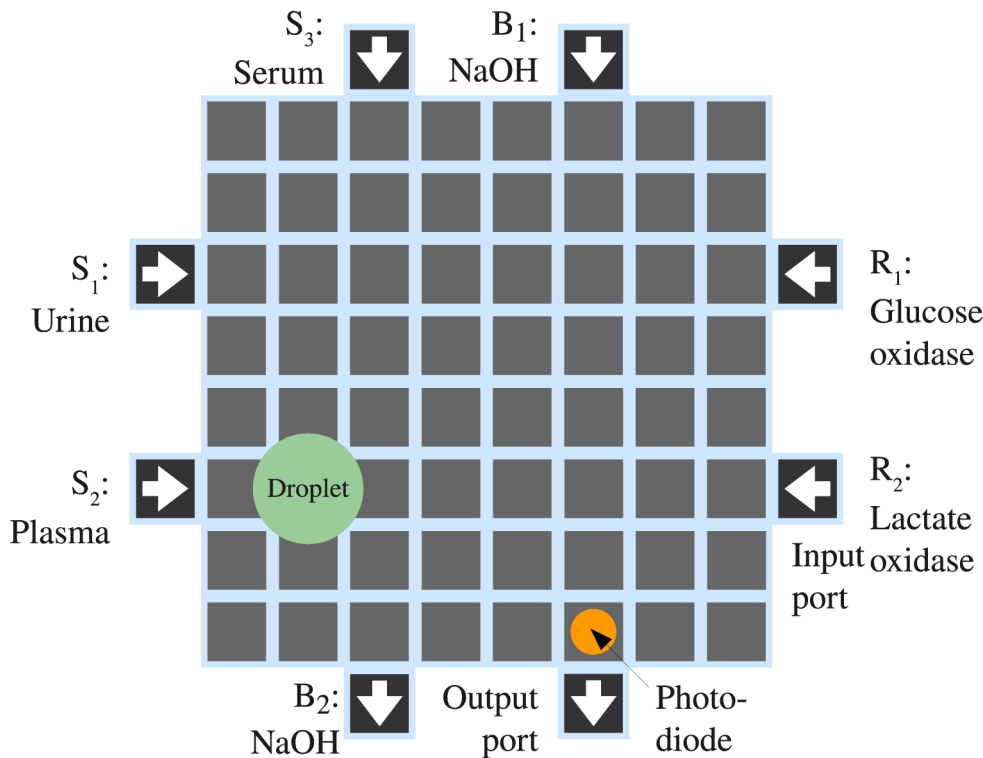 S₃:
Serum
B₁:
NaOH
S₁:
Urine
R₁:
Glucose
oxidase
S₂:
Plasma
Droplet
R₂:
Lactate
oxidase
Input
port
B₂:
NaOH
Output
port
Photo-
diode